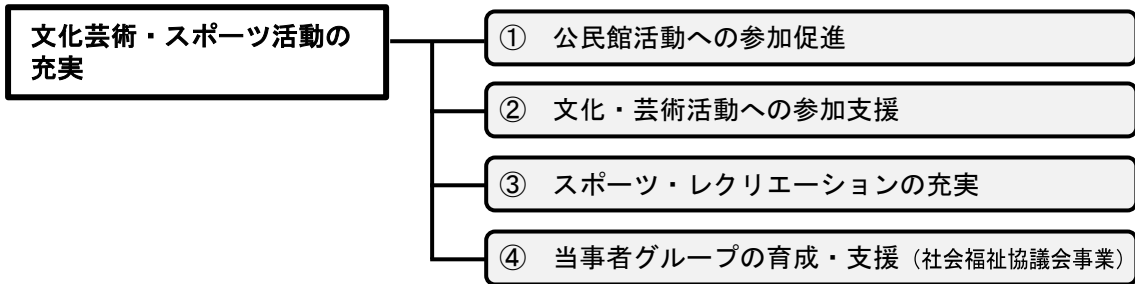 文化芸術・スポーツ活動の
充実
① 公民館活動への参加促進
② 文化・芸術活動への参加支援
③ スポーツ・レクリエーションの充実
④ 当事者グループの育成・支援（社会福祉協議会事業）